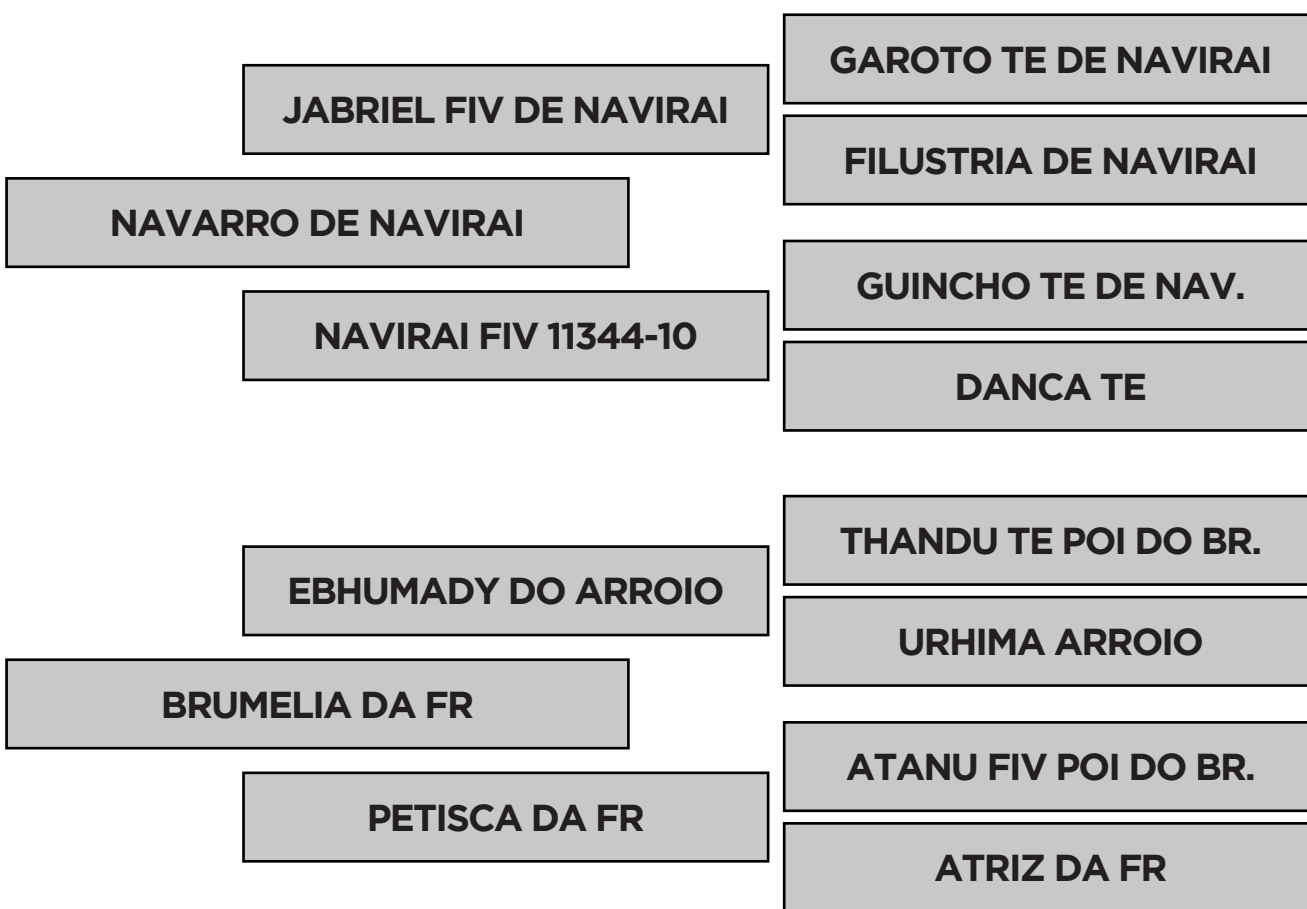 GAROTO TE DE NAVIRAI
JABRIEL FIV DE NAVIRAI
FILUSTRIA DE NAVIRAI
NAVARRO DE NAVIRAI
GUINCHO TE DE NAV.
NAVIRAI FIV 11344-10
DANCA TE
THANDU TE POI DO BR.
EBHUMADY DO ARROIO
URHIMA ARROIO
BRUMELIA DA FR
ATANU FIV POI DO BR.
PETISCA DA FR
ATRIZ DA FR